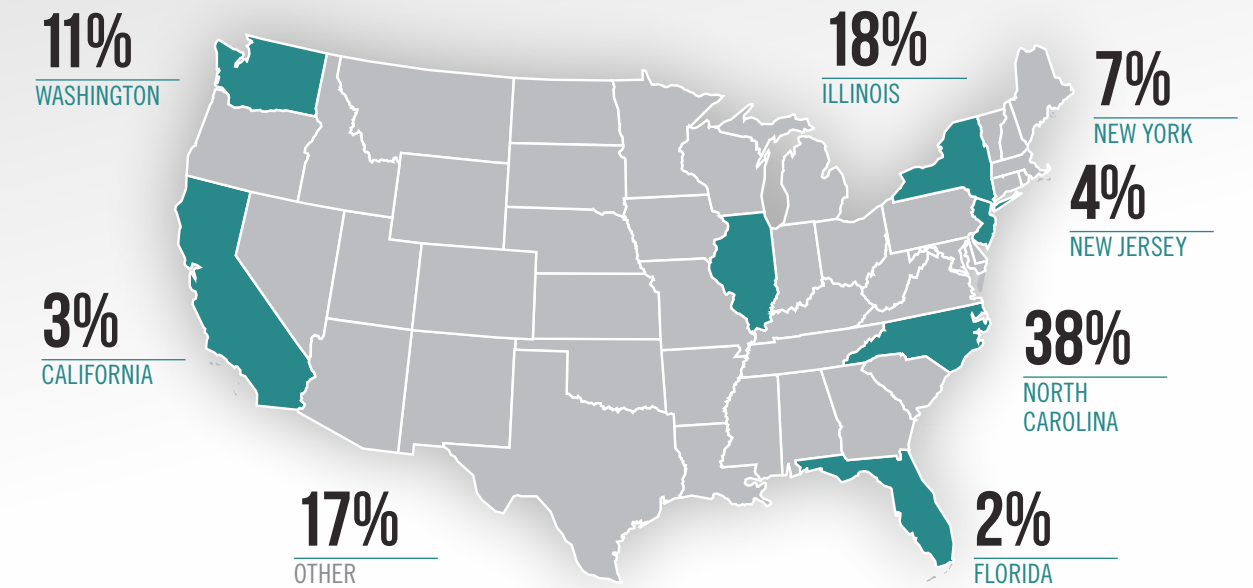 11%
WASHINGTON
18%
ILLINOIS
7%
NEW YORK
4%
NEW JERSEY
3%
CALIFORNIA
38%
NORTH
CAROLINA
17%
OTHER
2%
FLORIDA